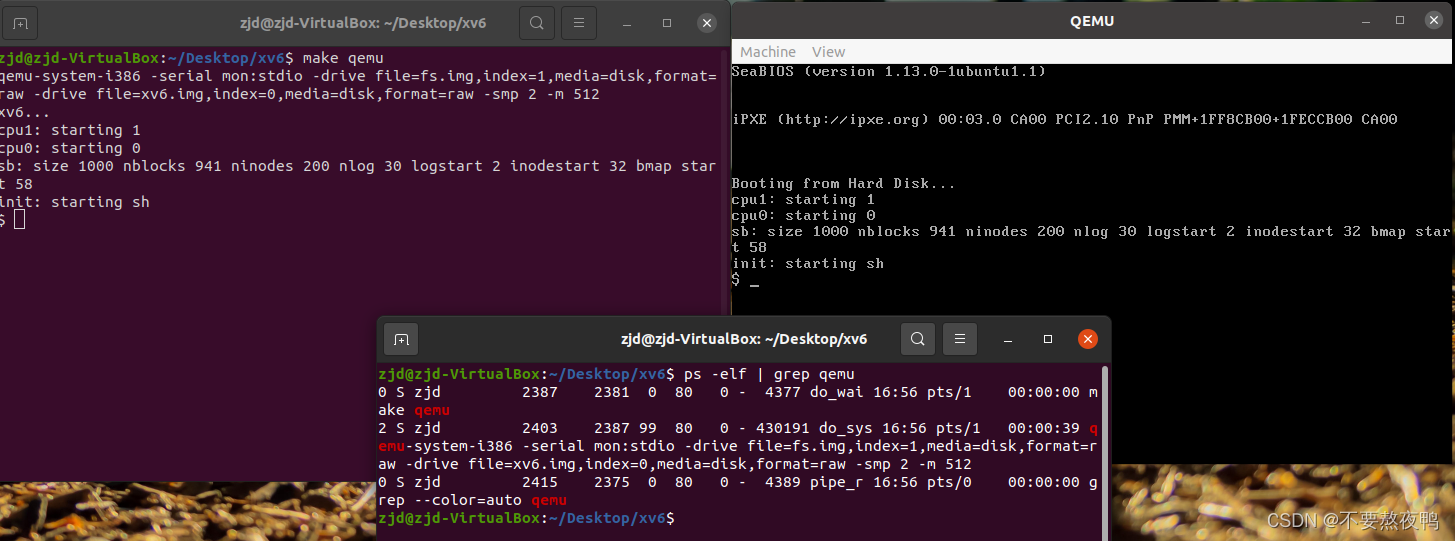 zjd@zjd-VirtualBox: ~/Desktop/xv6
zjd@zjd-VirtualBox:~/Desktop/xv6$ make qemu
qemu-system-i386 -serial mon:stdio -drive file=fs.img,index=1,media=disk,format=
raw -drive file=xv6.img,index=0,media=disk,format=raw -smp 2 -m 512
xv6...
cpu1: starting 1
cpu0: starting 0
sb: size 1000 nblocks 941 ninodes 200 nlog 30 logstart 2 inodestart 32 bmap star
t 58
init: starting sh
$
QEMU
Machine View
SeaBIOS (version 1.13.0-1ubuntu1.1)
iPXE (http://ipxe.org) 00:03.0 CA00 PCI2.10 PnP PMM+1FF8CB00+1FECCB00 CA00
Booting from Hard Disk...
cpu1: starting 1
cpu0: starting 0
sb: size 1000 nblocks 941 ninodes 200 nlog 30 logstart 2 inodestart 32 bmap star
t 58
init: starting sh
$ _
zjd@zjd-VirtualBox: ~/Desktop/xv6
zjd@zjd-VirtualBox:~/Desktop/xv6$ ps -elf | grep qemu
0 S zjd 2387 2381 0 80 0 - 4377 do_wai 16:56 pts/1 00:00:00 m
ake qemu
2 S zjd 2403 2387 99 80 0 - 430191 do_sys 16:56 pts/1 00:00:39 q
emu-system-i386 -serial mon:stdio -drive file=fs.img,index=1,media=disk,format=r
aw -drive file=xv6.img,index=0,media=disk,format=raw -smp 2 -m 512
0 S zjd 2415 2375 0 80 0 - 4389 pipe_r 16:56 pts/0 00:00:00 g
rep --color=auto qemu
zjd@zjd-VirtualBox:~/Desktop/xv6$
CSDN @不要熬夜鸭